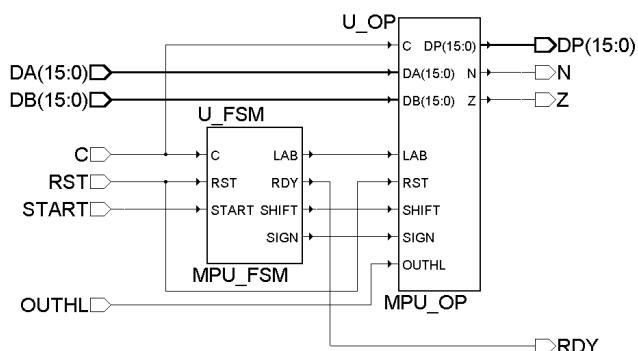 U_OP
C DP(15:0) DP(15:0)
DA(15:0) DA(15:0) N N
DB(15:0) DB(15:0) Z Z
U_FSM
C C LAB LAB
RST RST RDY RST
START START SHIFT SHIFT
SIGN SIGN
MPU_FSM OUTHL
OUTHL MPU_OP
RDY